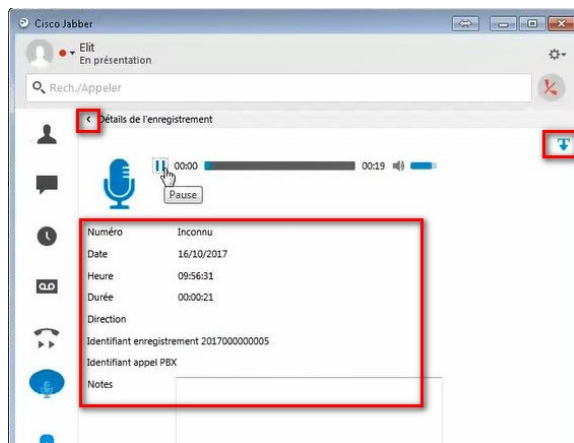 Cisco Jabber
Elit
En présentation
Rech./Appeler
Détails de l'enregistrement
00:00
00:19
Pause
Numéro Inconnu
Date 16/10/2017
Heure 09:56:31
Durée 00:00:21
Direction
Identifiant enregistrement 2017000000005
Identifiant appel PBX
Notes